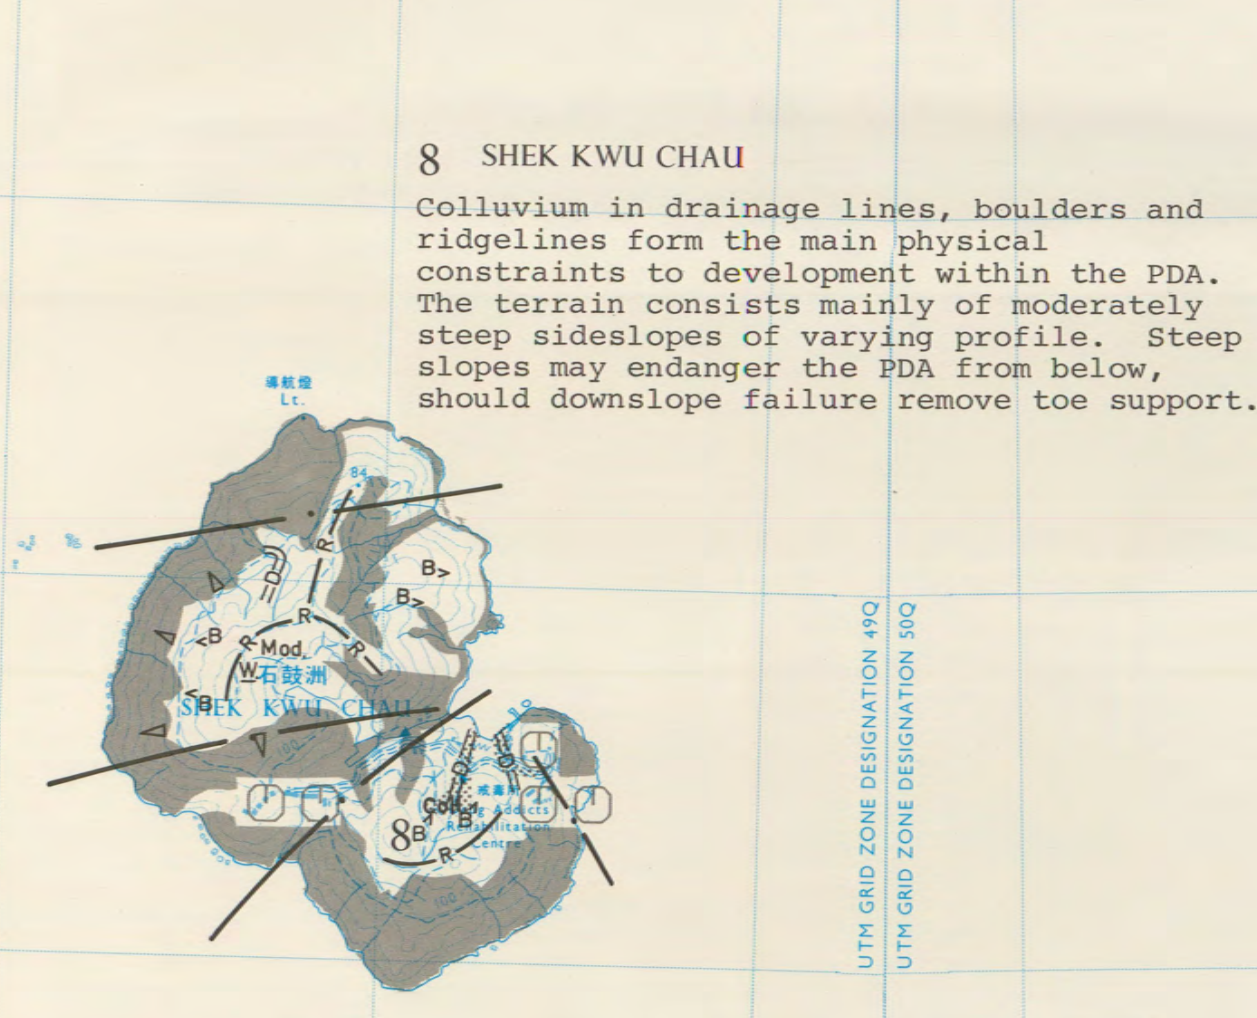 8 SHEK KWU CHAU
Colluvium in drainage lines, boulders and
ridgelines form the main physical
constraints to development within the PDA.
The terrain consists mainly of moderately
steep sideslopes of varying profile. Steep
slopes may endanger the PDA from below,
should downslope failure remove toe support.
導航燈
Lt.
84
R
D
B>
B>
R
<B
R
R
Mod.
W
石鼓洲
<B
SHEK KWU CHAU
100
D
D
戒毒所
Addicts
Rehabilitation
Centre
8
B
B
R
100
UTM GRID ZONE DESIGNATION 49Q
UTM GRID ZONE DESIGNATION 50Q